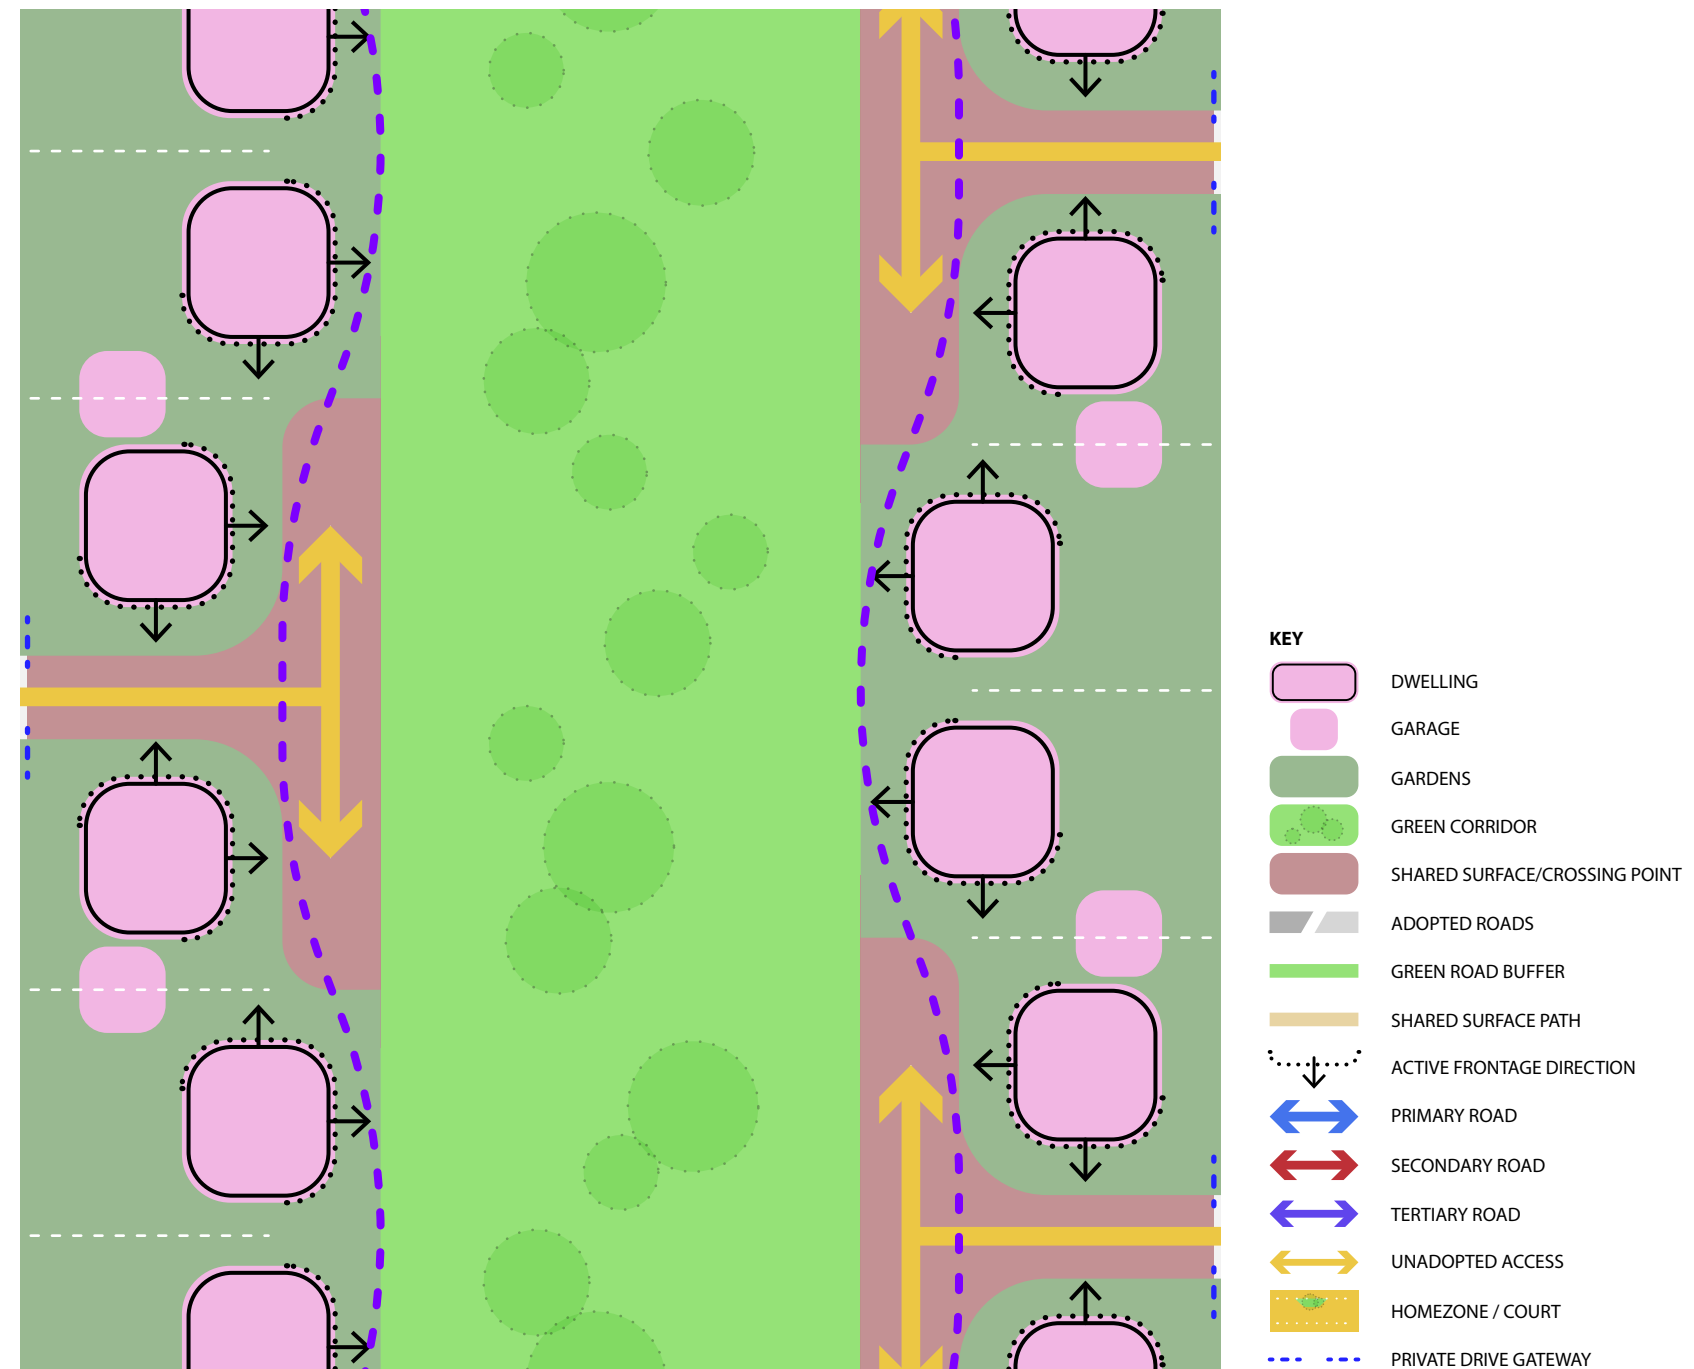 KEY
DWELLING
GARAGE
GARDENS
GREEN CORRIDOR
SHARED SURFACE/CROSSING POINT
ADOPTED ROADS
GREEN ROAD BUFFER
SHARED SURFACE PATH
ACTIVE FRONTAGE DIRECTION
PRIMARY ROAD
SECONDARY ROAD
TERTIARY ROAD
UNADOPTED ACCESS
HOMEZONE / COURT
PRIVATE DRIVE GATEWAY